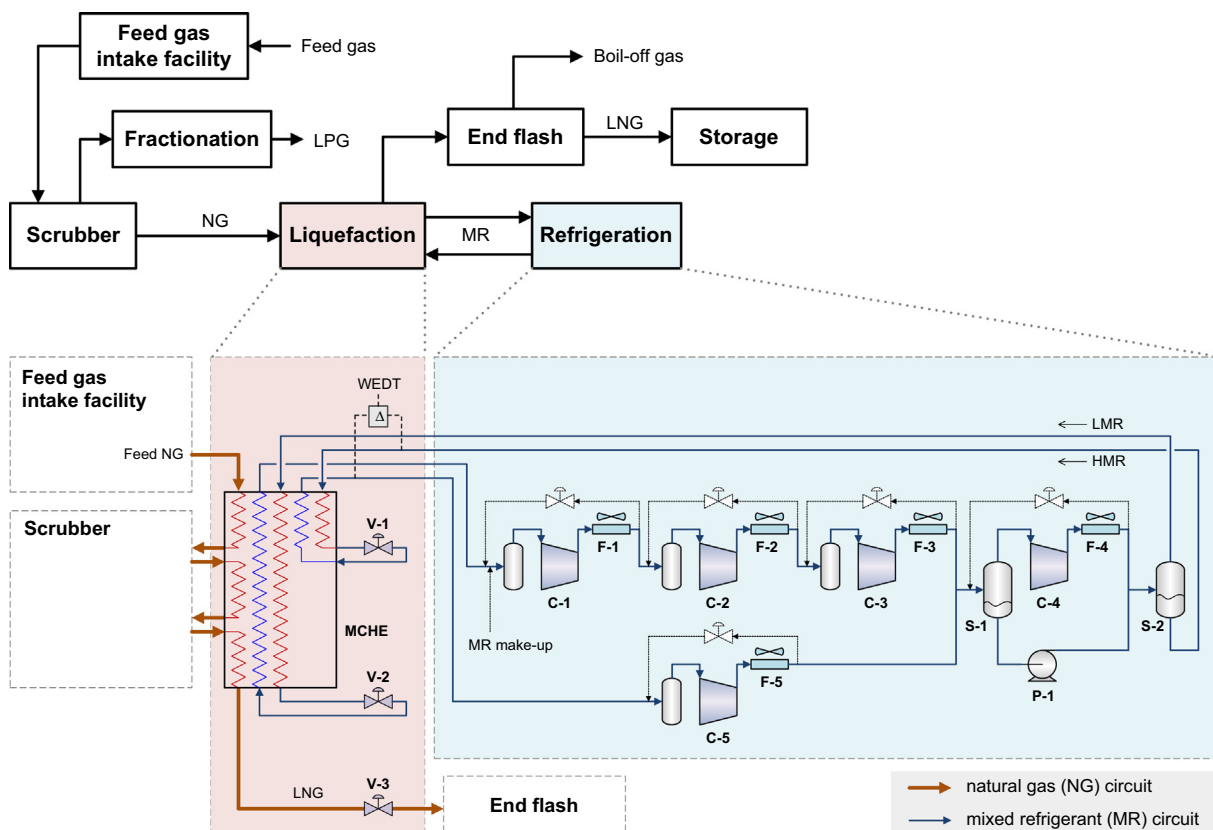 Feed gas
intake facility
Feed gas
Boil-off gas
Fractionation
LPG
End flash
LNG
Storage
Scrubber
NG
Liquefaction
MR
Refrigeration
Feed gas
intake facility
WEDT
Δ
LMR
HMR
Feed NG
Scrubber
V-1
F-1
F-2
F-3
F-4
C-1
C-2
C-3
S-1
C-4
S-2
MCHE
MR make-up
F-5
P-1
V-2
C-5
V-3
LNG
End flash
natural gas (NG) circuit
mixed refrigerant (MR) circuit